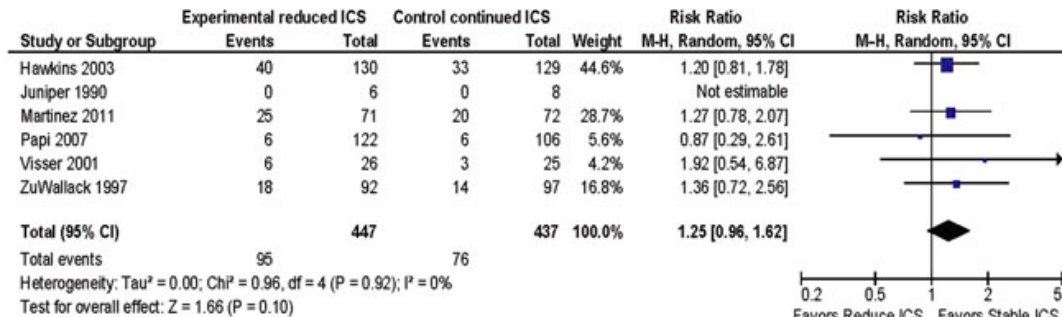 Experimental reduced ICS Control continued ICS Risk Ratio Risk Ratio
Study or Subgroup Events Total Events Total Weight M-H, Random, 95% CI M-H, Random, 95% CI
Hawkins 2003 40 130 33 129 44.6% 1.20 [0.81, 1.78]
Juniper 1990 0 6 0 8 Not estimable
Martinez 2011 25 71 20 72 28.7% 1.27 [0.78, 2.07]
Papi 2007 6 122 6 106 5.6% 0.87 [0.29, 2.61]
Visser 2001 6 26 3 25 4.2% 1.92 [0.54, 6.87]
ZuWallack 1997 18 92 14 97 16.8% 1.36 [0.72, 2.56]
Total (95% CI) 447 437 100.0% 1.25 [0.96, 1.62]
Total events 95 76
Heterogeneity: Tau² = 0.00; Chi² = 0.96, df = 4 (P = 0.92); I² = 0%
Test for overall effect: Z = 1.66 (P = 0.10)
0.2 0.5 1 2 5
Favors Reduce ICS Favors Stable ICS